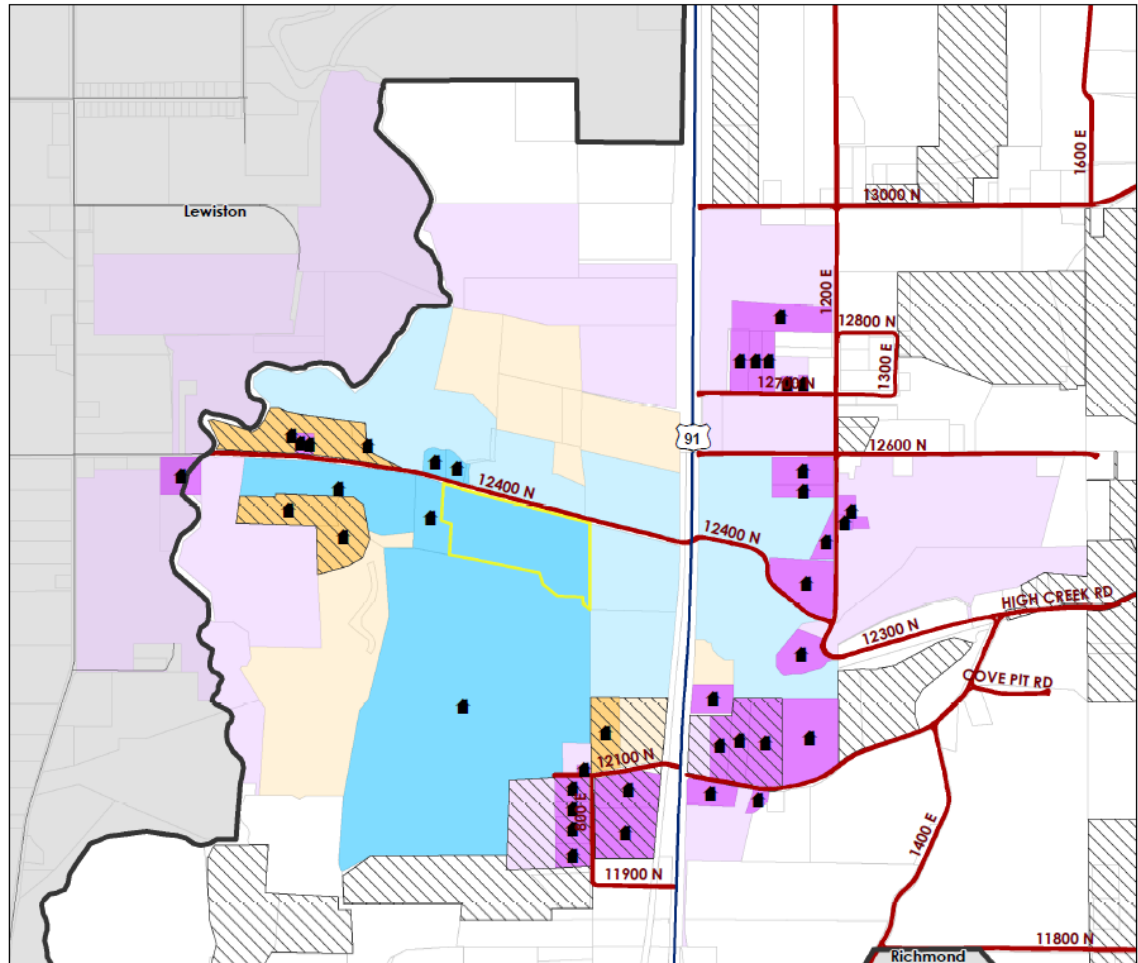 1600 E
13000 N
Lewiston
1200 E
12800 N
1300 E
12700 N
91
12600 N
12400 N
12400 N
HIGH CREEK RD
12300 N
COVE PIT RD
12100 N
800 E
1400 E
11900 N
11800 N
Richmond